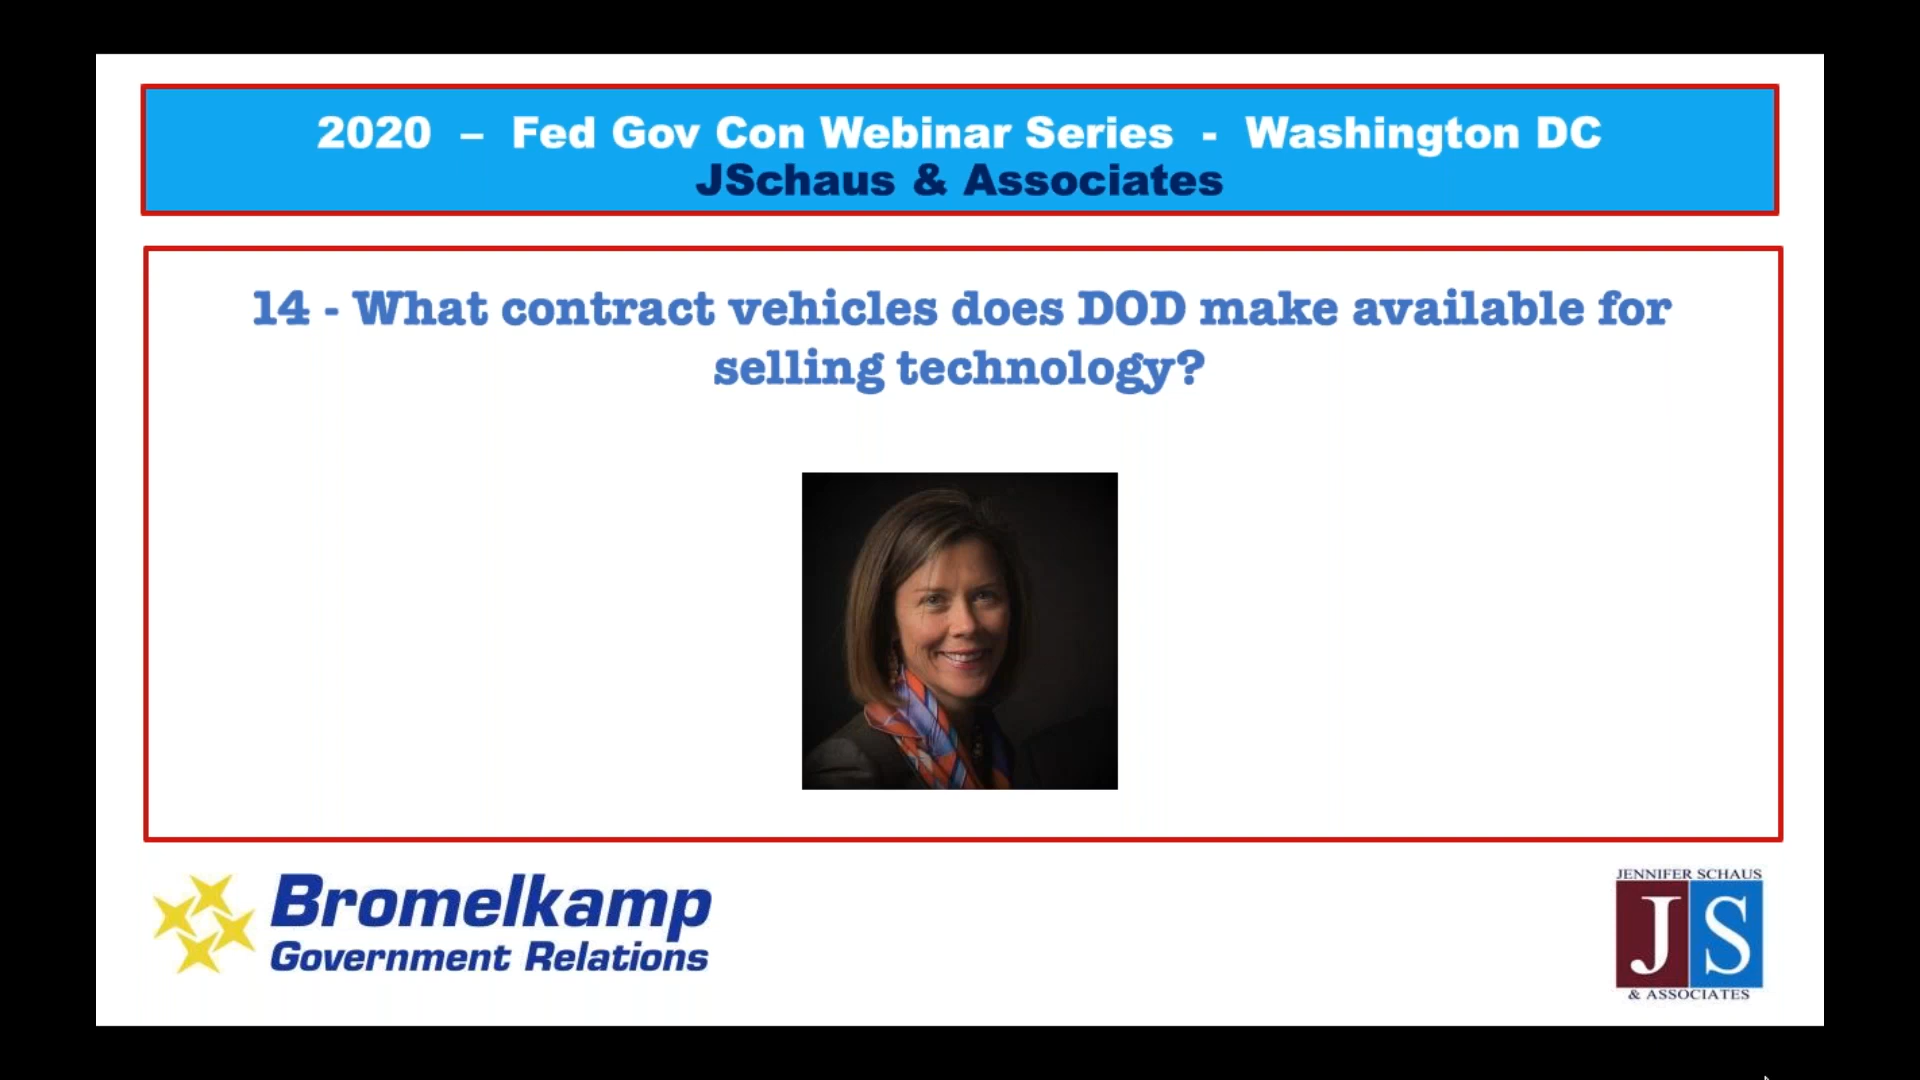 2020 – Fed Gov Con Webinar Series - Washington DC
JSchaus & Associates
14 - What contract vehicles does DOD make available for
selling technology?
Bromelkamp
Government Relations
JENNIFER SCHAUS
JS
& ASSOCIATES